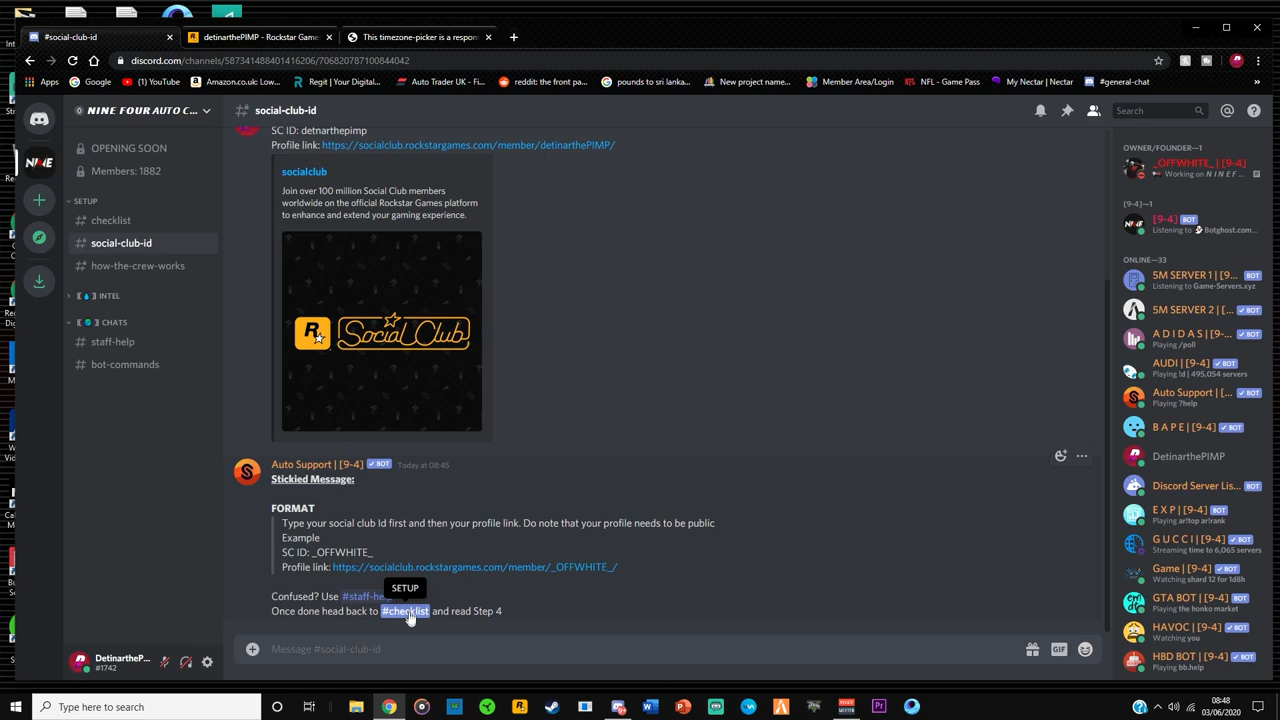 #social-club-id
detinarthePIMP - Rockstar Game
This timezone-picker is a respon
discord.com/channels/587341488401416206/706820787100844042
Apps
Google
(1) YouTube
Amazon.co.uk: Low...
Regit | Your Digital...
Auto Trader UK - Fi...
reddit: the front pa...
pounds to sri lanka...
New project name...
Member Area/Login
NFL - Game Pass
My Nectar | Nectar
#general-chat
NINE FOUR AUTO C...
social-club-id
Search
OPENING SOON
Members: 1882
SETUP
checklist
social-club-id
how-the-crew-works
INTEL
CHATS
staff-help
bot-commands
SC ID: detnarthepimp
Profile link: https://socialclub.rockstargames.com/member/detinarthePIMP/
socialclub
Join over 100 million Social Club members
worldwide on the official Rockstar Games platform
to enhance and extend your gaming experience.
R
Social Club
Auto Support | [9-4] BOT Today at 08:45
Stickied Message:
FORMAT
Type your social club Id first and then your profile link. Do note that your profile needs to be public
Example
SC ID: _OFFWHITE_
Profile link: https://socialclub.rockstargames.com/member/_OFFWHITE_/
SETUP
Confused? Use #staff-help
Once done head back to #checklist and read Step 4
Message #social-club-id
GIF
OWNER/FOUNDER—1
_OFFWHITE_ | [9-4]
Working on N I N E F ...
[9-4]—1
NINE
[9-4] BOT
Listening to Botghost.com...
ONLINE—33
5M SERVER 1 | [9... BOT
Listening to Game-Servers.xyz
5M SERVER 2 | ... BOT
A D I D A S | [9-... BOT
Playing /poll
AUDI | [9-4] BOT
Playing !d | 495,054 servers
Auto Support | [... BOT
Playing ?help
B A P E | [9-4] BOT
DetinarthePIMP
Discord Server Lis... BOT
E X P | [9-4] BOT
Playing ar!top ar!rank
G U C C I | [9-4] BOT
Streaming time to 6,065 servers
Game | [9-4] BOT
Watching shard 12 for 1d8h
GTA BOT | [9-4] BOT
Playing the honko market
HAVOC | [9-4] BOT
Watching you
HBD BOT | [9-4] BOT
Playing bb.help
DetinartheP...
#1742
Type here to search
08:48
03/06/2020